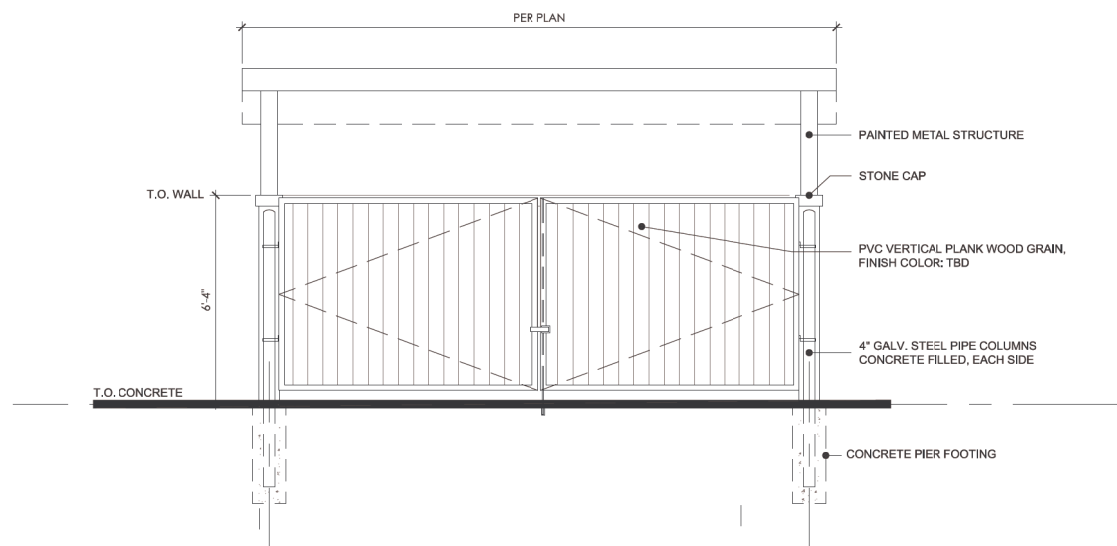 PER PLAN
PAINTED METAL STRUCTURE
T.O. WALL
STONE CAP
PVC VERTICAL PLANK WOOD GRAIN,
FINISH COLOR: TBD
6'-4"
4" GALV. STEEL PIPE COLUMNS
CONCRETE FILLED, EACH SIDE
T.O. CONCRETE
CONCRETE PIER FOOTING